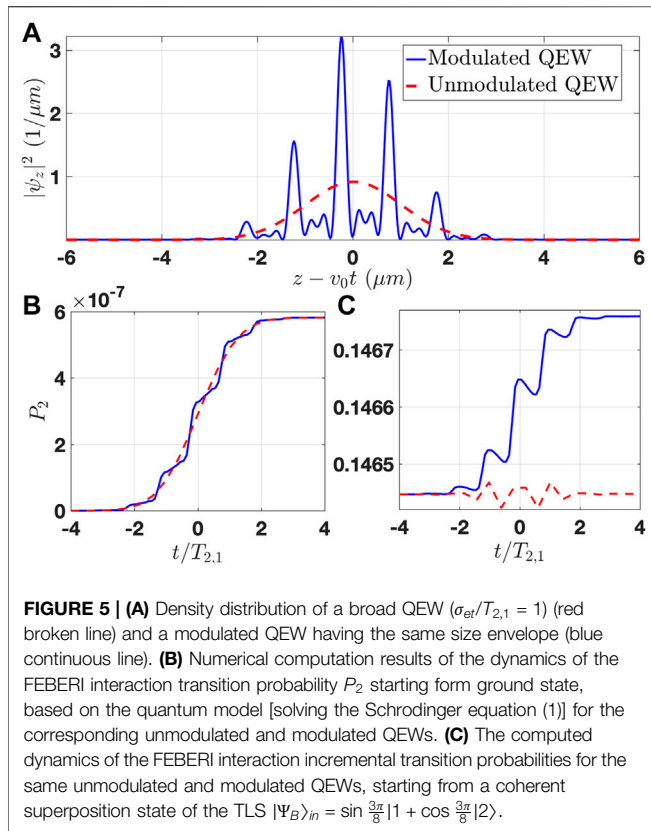 A
Modulated QEW
Unmodulated QEW
|ψ_z|² (1/μm)
3
2
1
-6 -4 -2 0 2 4 6
z − v₀t (μm)
B
×10⁻⁷
P₂
6
4
2
0
-4 -2 0 2 4
t/T₂,₁
C
0.1467
0.1466
0.1465
-4 -2 0 2 4
t/T₂,₁
FIGURE 5 | (A) Density distribution of a broad QEW (σ_et/T₂,₁ = 1) (red
broken line) and a modulated QEW having the same size envelope (blue
continuous line). (B) Numerical computation results of the dynamics of the
FEBERI interaction transition probability P₂ starting form ground state,
based on the quantum model [solving the Schrodinger equation (1)] for the
corresponding unmodulated and modulated QEWs. (C) The computed
dynamics of the FEBERI interaction incremental transition probabilities for the
same unmodulated and modulated QEWs, starting from a coherent
superposition state of the TLS |Ψ_B⟩_in = sin 3π/8 |1 + cos 3π/8 |2⟩.